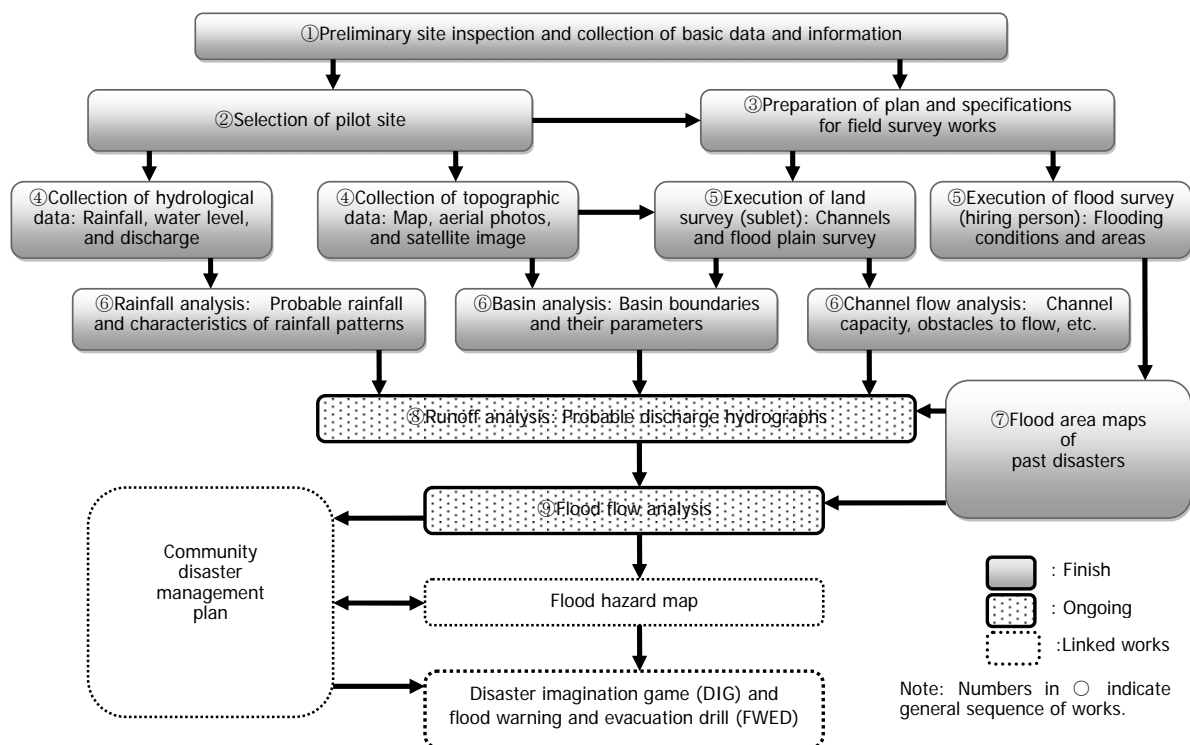 ①Preliminary site inspection and collection of basic data and information
②Selection of pilot site
③Preparation of plan and specifications
for field survey works
④Collection of hydrological
data: Rainfall, water level,
and discharge
④Collection of topographic
data: Map, aerial photos,
and satellite image
⑤Execution of land
survey (sublet): Channels
and flood plain survey
⑤Execution of flood survey
(hiring person): Flooding
conditions and areas
⑥Rainfall analysis: Probable rainfall
and characteristics of rainfall patterns
⑥Basin analysis: Basin boundaries
and their parameters
⑥Channel flow analysis: Channel
capacity, obstacles to flow, etc.
⑧Runoff analysis: Probable discharge hydrographs
⑦Flood area maps
of
past disasters
⑨Flood flow analysis
Community
disaster
management
plan
Flood hazard map
Disaster imagination game (DIG) and
flood warning and evacuation drill (FWED)
: Finish
: Ongoing
:Linked works
Note: Numbers in ○ indicate
general sequence of works.